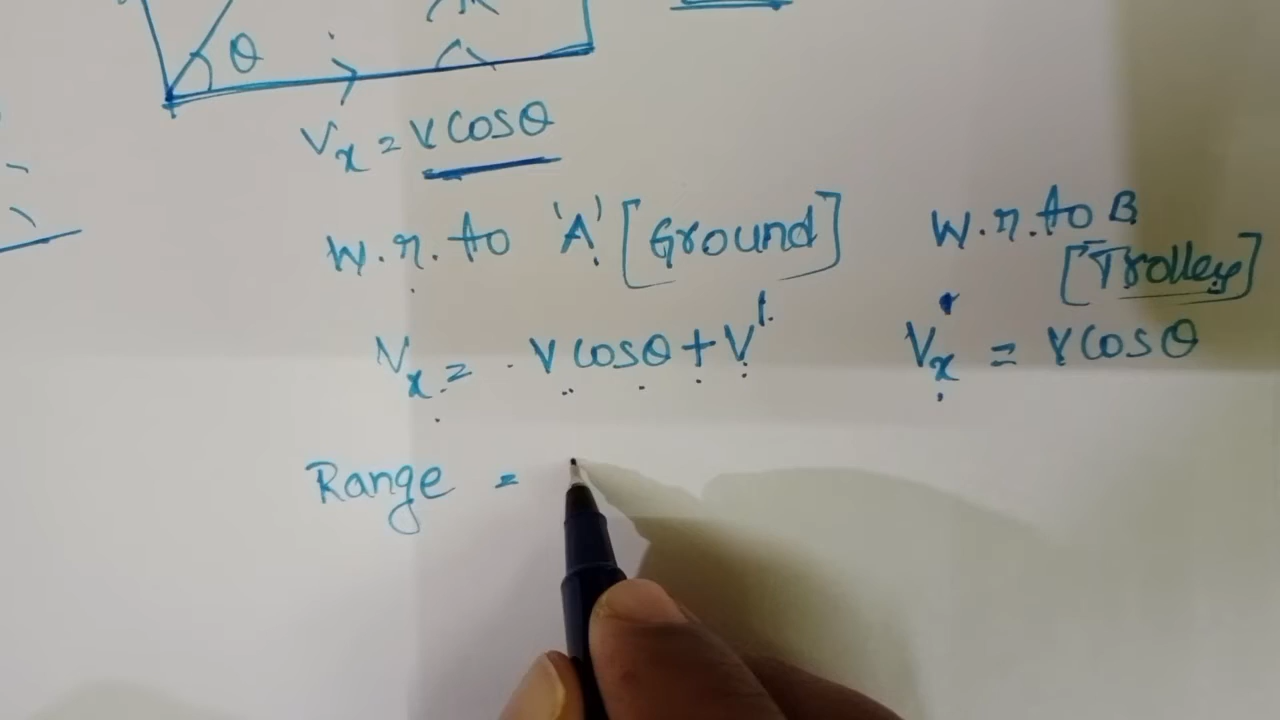 θ
Vx = V Cosθ
W.r. to 'A' [Ground]
W.r. to B
[Trolley]
Vx = V Cosθ + V'
Vx = V Cosθ
Range =